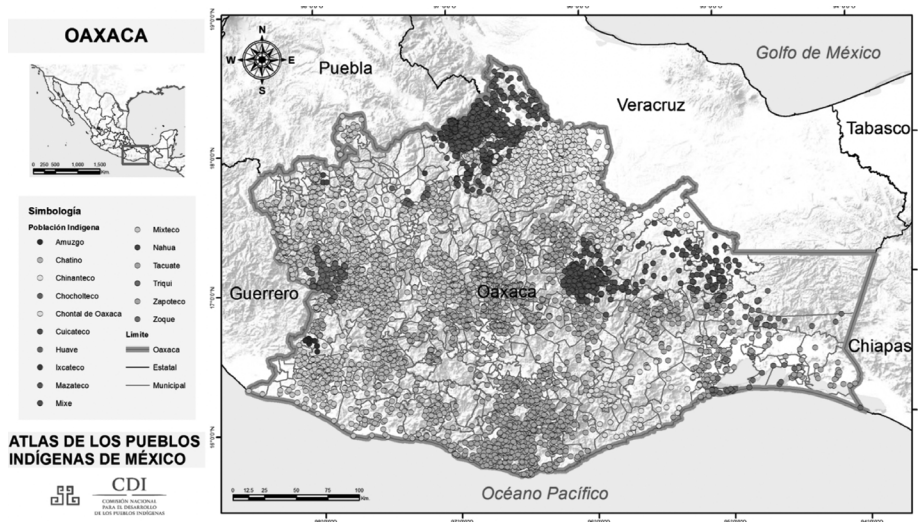 OAXACA
0 250 500 1,000 1,500
Km
Simbología
Población Indígena
Amuzgo
Chatino
Chinanteco
Chocholteco
Chontal de Oaxaca
Cuicateco
Huave
Ixcateco
Mazateco
Mixe
Mixteco
Nahua
Tacuate
Triqui
Zapoteco
Zoque
Límite
Oaxaca
Estatal
Municipal
ATLAS DE LOS PUEBLOS
INDÍGENAS DE MÉXICO
CDI
COMISIÓN NACIONAL
PARA EL DESARROLLO
DE LOS PUEBLOS INDÍGENAS
N
W E
S
Puebla
Golfo de México
Veracruz
Tabasco
Guerrero
Oaxaca
Chiapas
0 12.5 25 50 75 100
Km
Océano Pacífico